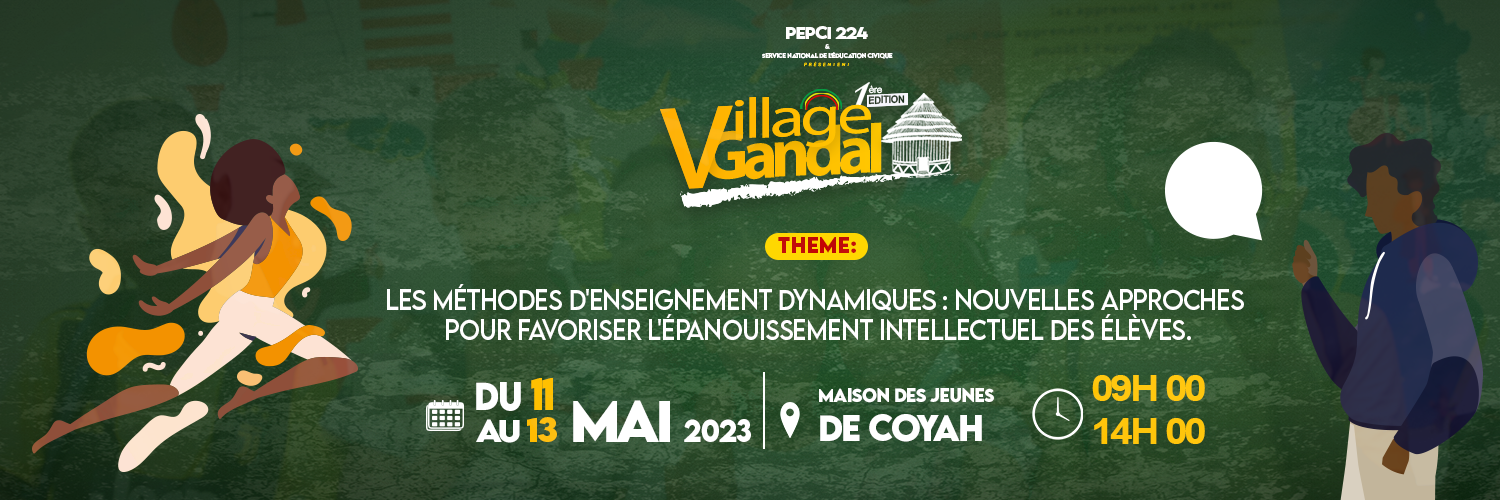 PEPCI 224
&
SERVICE NATIONAL DE L'ÉDUCATION CIVIQUE
PRÉSENTENT
1ère
EDITION
Village
Gandal
THEME:
LES MÉTHODES D'ENSEIGNEMENT DYNAMIQUES : NOUVELLES APPROCHES
POUR FAVORISER L'ÉPANOUISSEMENT INTELLECTUEL DES ÉLÈVES.
DU 11
AU 13 MAI 2023
MAISON DES JEUNES
DE COYAH
09H 00
14H 00